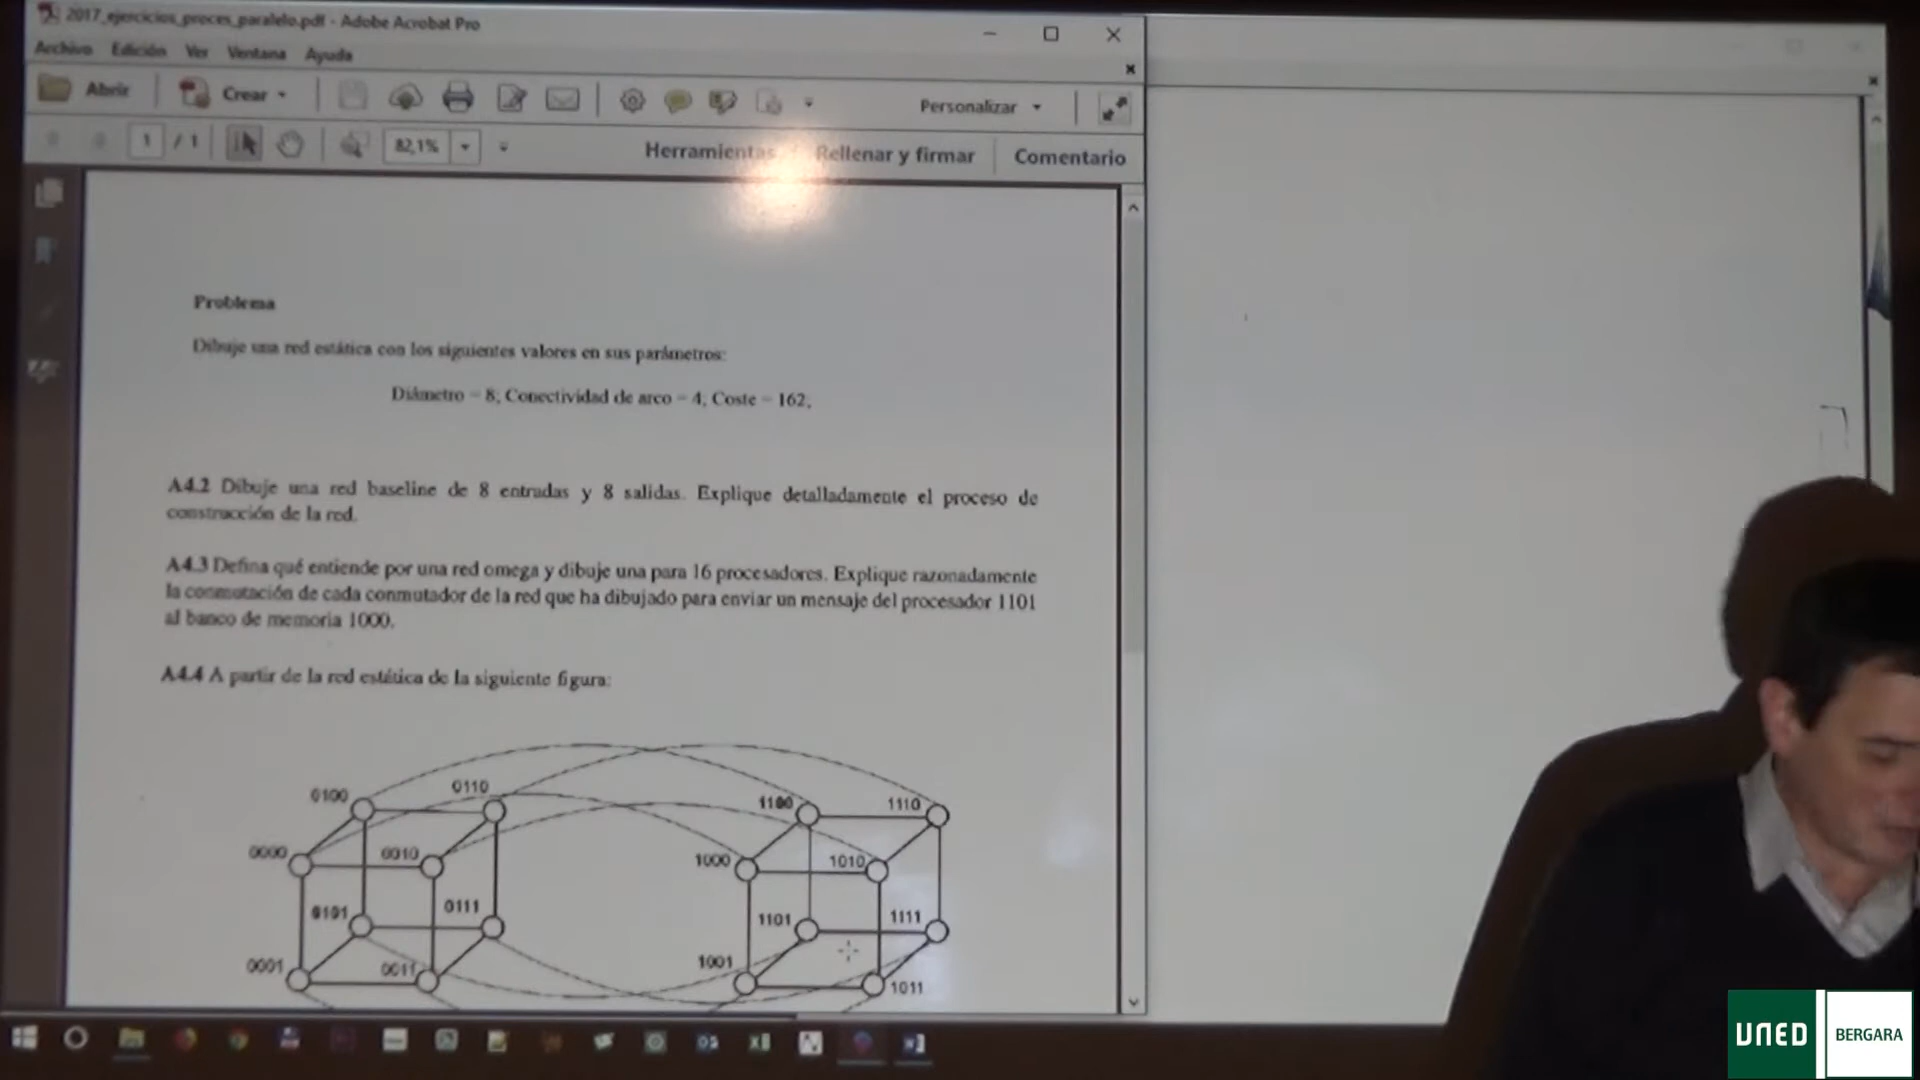 2017_ejercicios_proces_paralelo.pdf - Adobe Acrobat Pro
Archivo Edición Ver Ventana Ayuda
Abrir Crear Personalizar
1 / 1 82,1% Herramientas Rellenar y firmar Comentario
Problema
Dibuje una red estática con los siguientes valores en sus parámetros:
Diámetro = 8; Conectividad de arco = 4; Coste = 162,
A4.2 Dibuje una red baseline de 8 entradas y 8 salidas. Explique detalladamente el proceso de
construcción de la red.
A4.3 Defina qué entiende por una red omega y dibuje una para 16 procesadores. Explique razonadamente
la conmutación de cada conmutador de la red que ha dibujado para enviar un mensaje del procesador 1101
al banco de memoria 1000.
A4.4 A partir de la red estática de la siguiente figura:
0100 0110 1100 1110
0000 0010 1000 1010
0101 0111 1101 1111
0001 0011 1001 1011
UNED BERGARA